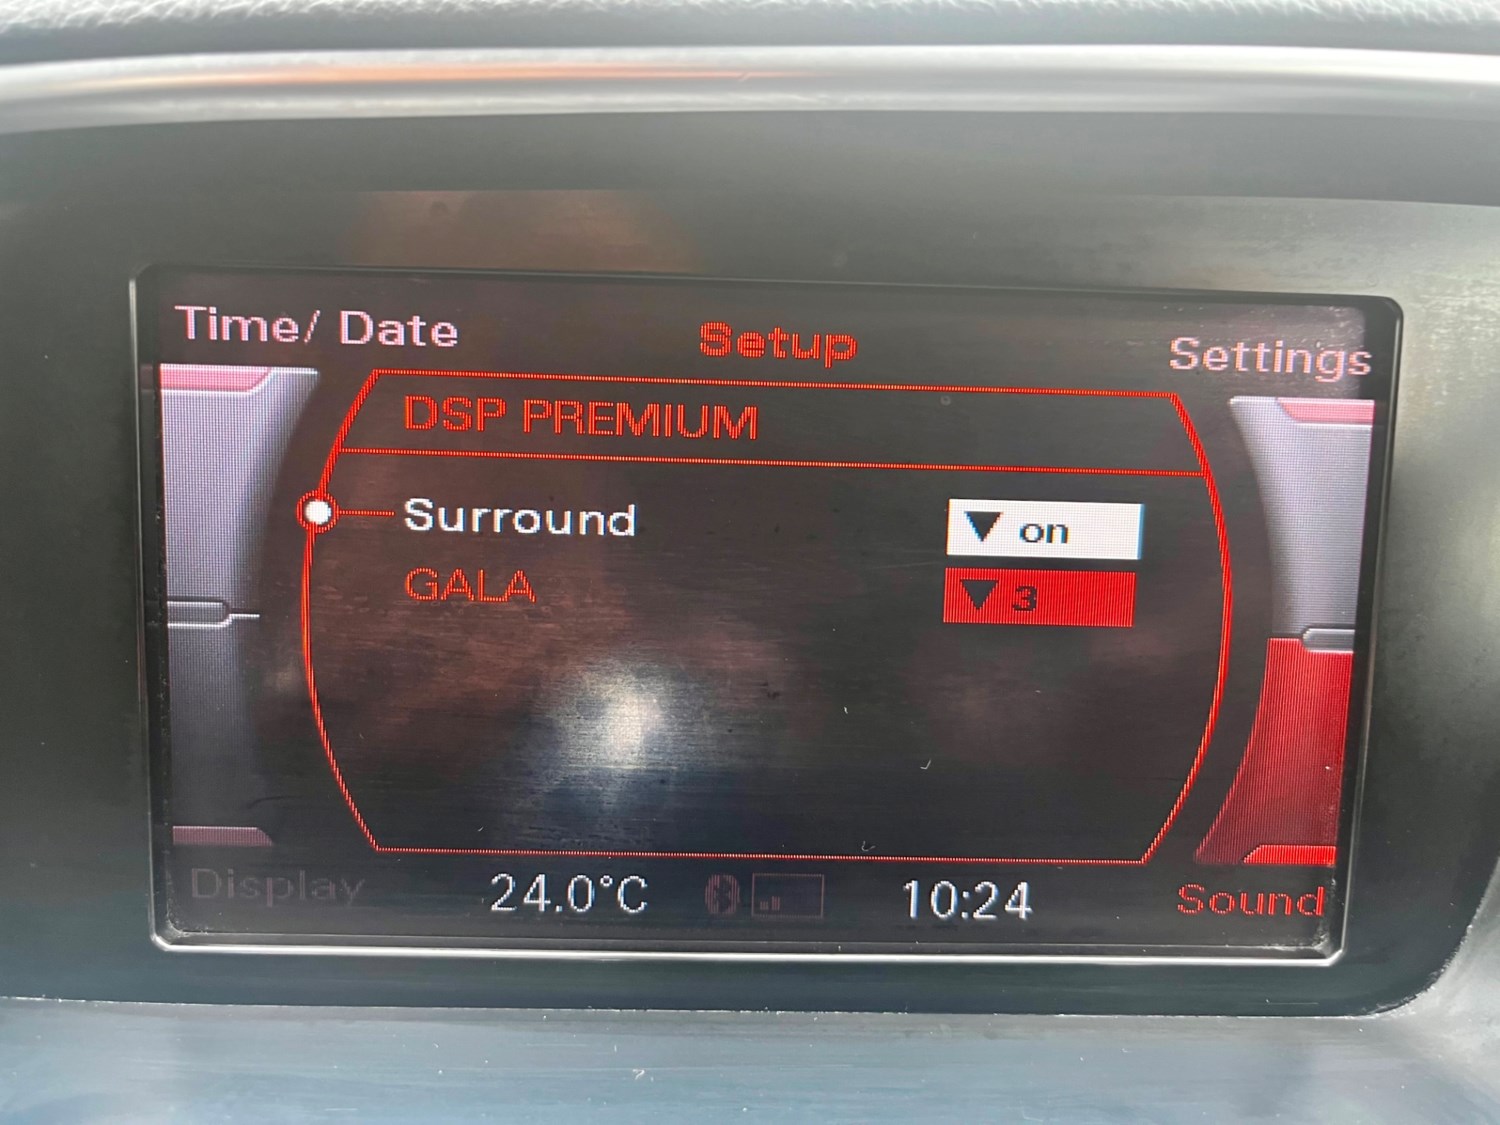 Time/ Date
Setup
Settings
DSP PREMIUM
Surround
on
GALA
3
Display
24.0°C
10:24
Sound